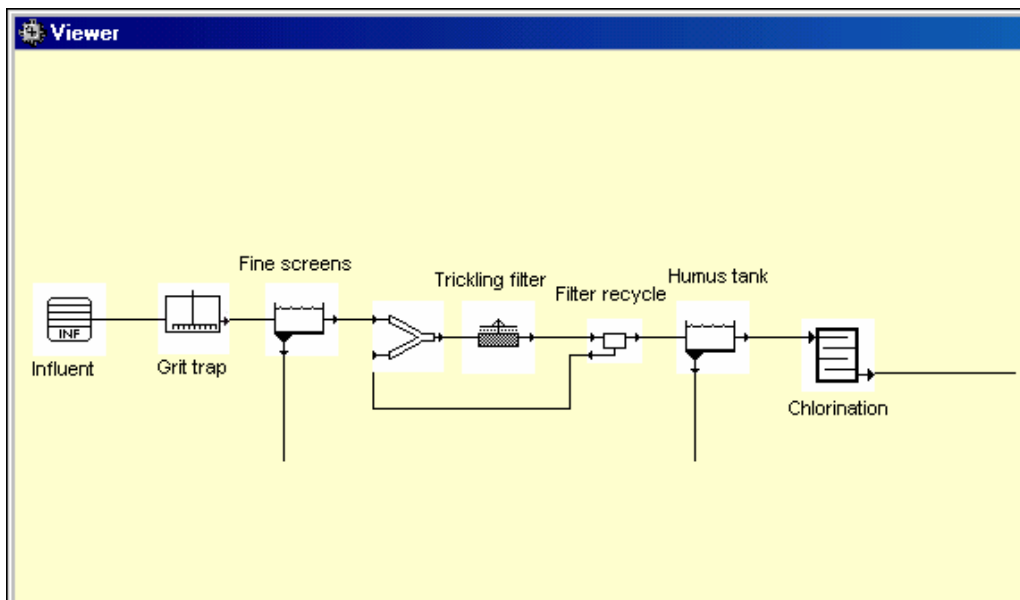 Viewer
Fine screens
Trickling filter
Humus tank
Filter recycle
INF
Influent
Grit trap
Chlorination